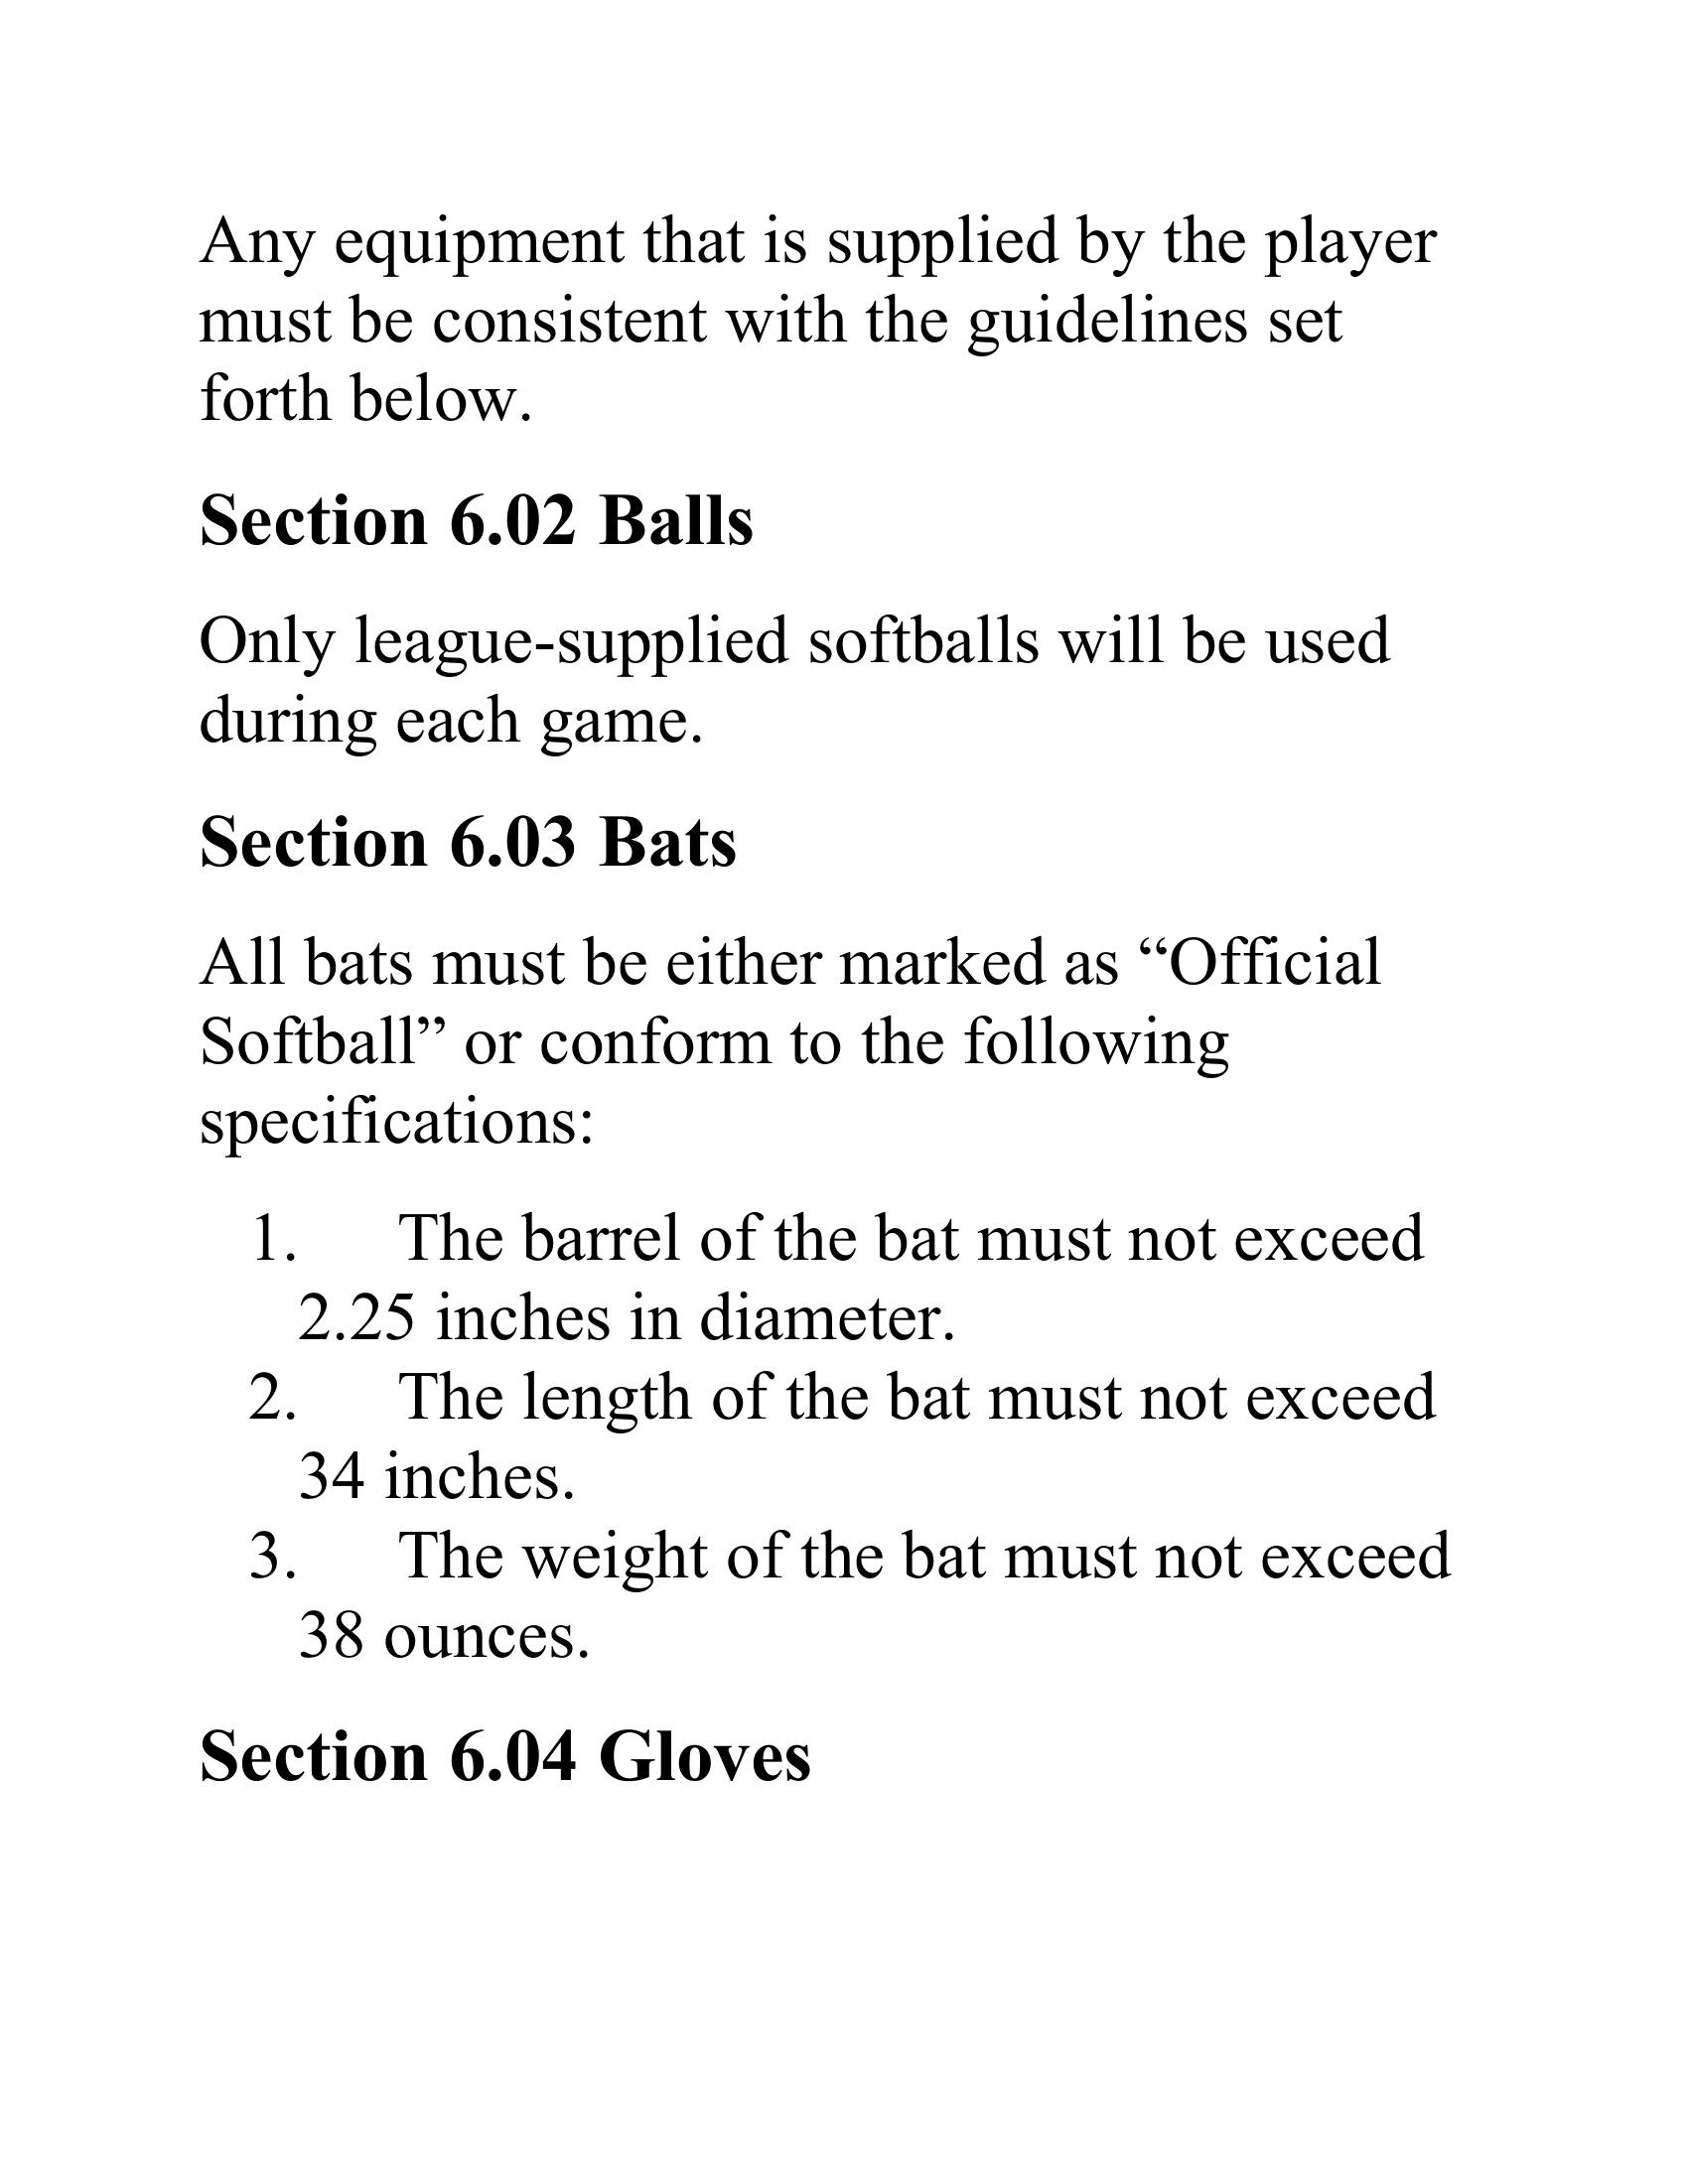 Any equipment that is supplied by the player
must be consistent with the guidelines set
forth below.
Section 6.02 Balls
Only league-supplied softballs will be used
during each game.
Section 6.03 Bats
All bats must be either marked as “Official
Softball” or conform to the following
specifications:
1. The barrel of the bat must not exceed
2.25 inches in diameter.
2. The length of the bat must not exceed
34 inches.
3. The weight of the bat must not exceed
38 ounces.
Section 6.04 Gloves